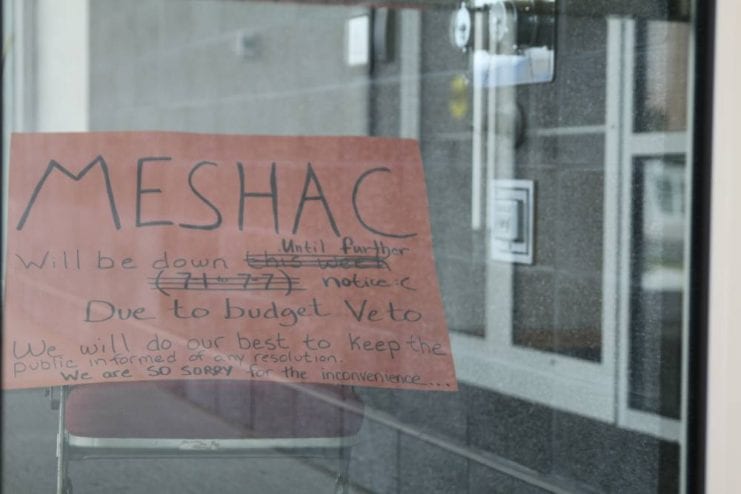 MESHAC
Until further
Will be down this week
(7-1 to 7-7) notice :c
Due to budget Veto
We will do our best to keep the
public informed of any resolution.
We are SO SORRY for the inconvenience....